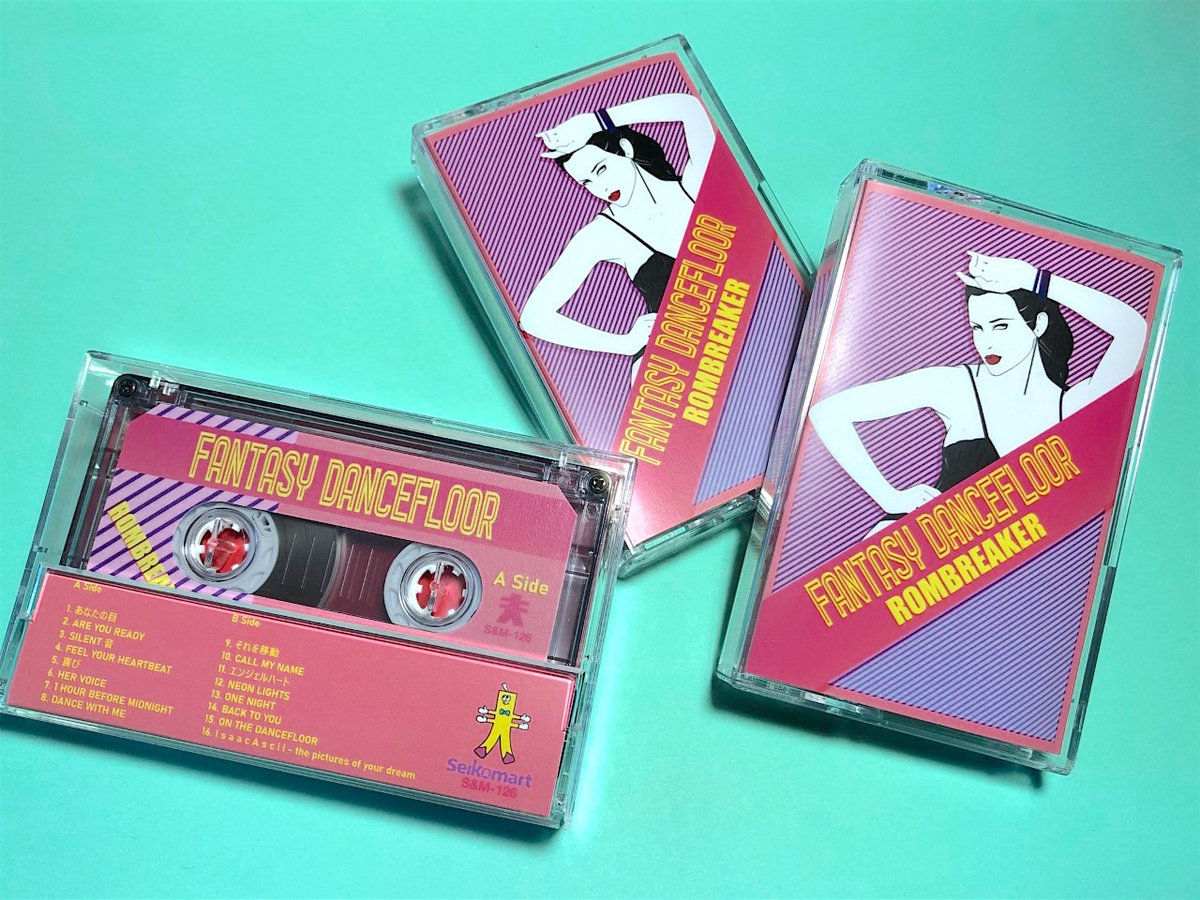 FANTASY DANCEFLOOR
ROMBREAKER
FANTASY DANCEFLOOR
ROMBREAKER
FANTASY DANCEFLOOR
ROMBREA
A Side
S&M-126
A Side
1. あなたの目
2. ARE YOU READY
3. SILENT 音
4. FEEL YOUR HEARTBEAT
5. 喜び
6. HER VOICE
7. 1 HOUR BEFORE MIDNIGHT
8. DANCE WITH ME
B Side
9. それを移動
10. CALL MY NAME
11. エンジェルハート
12. NEON LIGHTS
13. ONE NIGHT
14. BACK TO YOU
15. ON THE DANCEFLOOR
16. IsaacAscii - the pictures of your dream
Seikomart
S&M-126